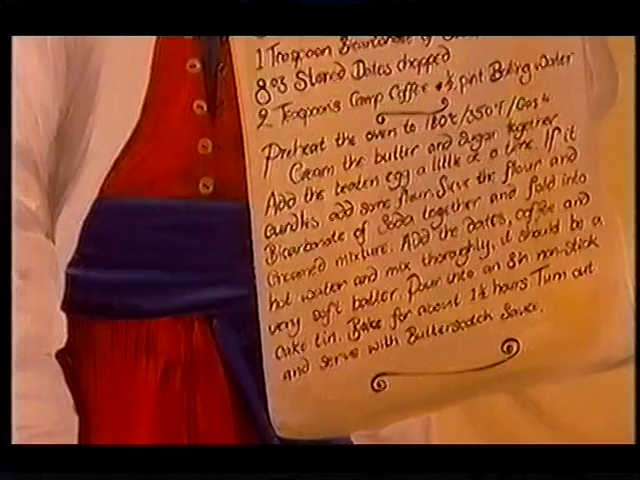 1 Teaspoon Bicarbonate of
8oz Stoned Dates chopped
2 Teaspoons Camp Coffee + ½ pint Boiling Water
Preheat the oven to 180°c/350°f/Gas 4
Cream the butter and sugar together
Add the beaten egg a little at a time. If it
curdles add some flour. Sieve the flour and
Bicarbonate of Soda together and fold into
Creamed mixture. Add the dates, coffee and
hot water and mix thoroughly, it should be a
very soft batter. Pour into an 8in non-stick
cake tin. Bake for about 1½ hours Turn out
and serve with Butterscotch Sauce.